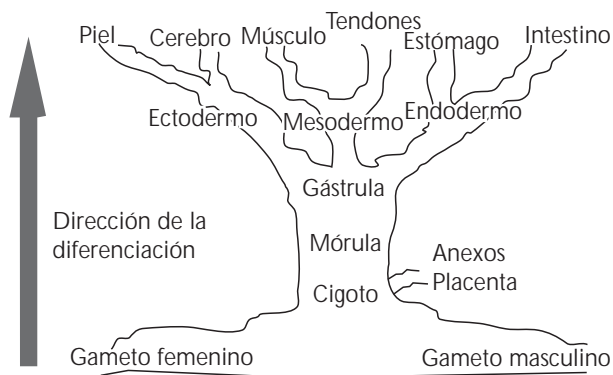 Piel
Cerebro
Músculo
Tendones
Estómago
Intestino
Ectodermo
Mesodermo
Endodermo
Gástrula
Dirección de la
diferenciación
Mórula
Anexos
Placenta
Cigoto
Gameto femenino
Gameto masculino